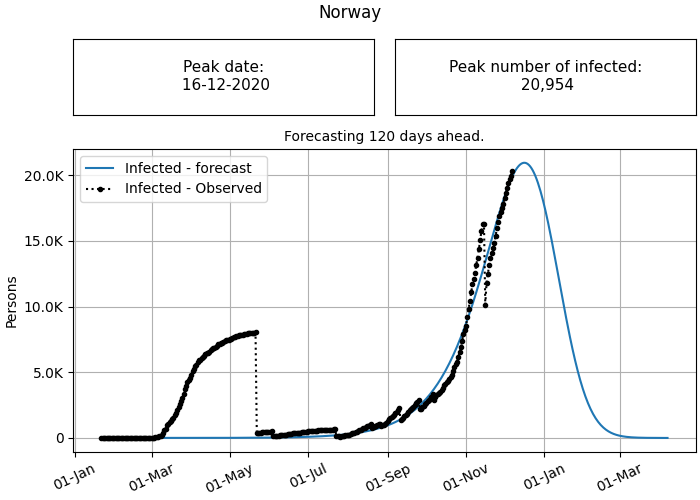 Norway
Peak date:
16-12-2020
Peak number of infected:
20,954
Forecasting 120 days ahead.
Infected - forecast
Infected - Observed
20.0K
15.0K
10.0K
5.0K
0
Persons
01-Jan
01-Mar
01-May
01-Jul
01-Sep
01-Nov
01-Jan
01-Mar